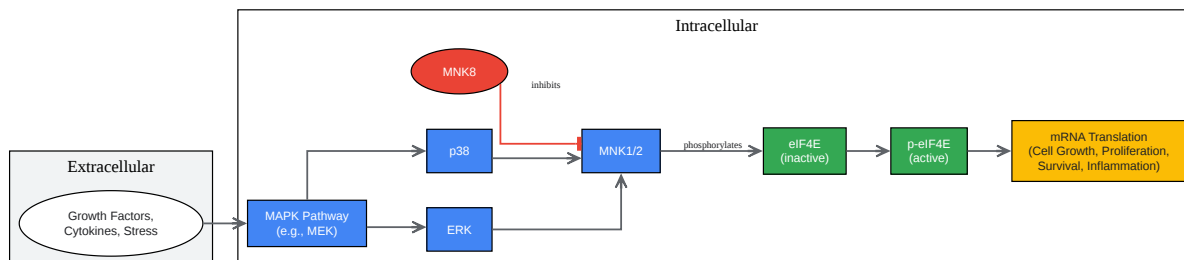 Intracellular
MNK8
inhibits
p38
MNK1/2
phosphorylates
eIF4E
(inactive)
p-eIF4E
(active)
mRNA Translation
(Cell Growth, Proliferation,
Survival, Inflammation)
Extracellular
Growth Factors,
Cytokines, Stress
MAPK Pathway
(e.g., MEK)
ERK